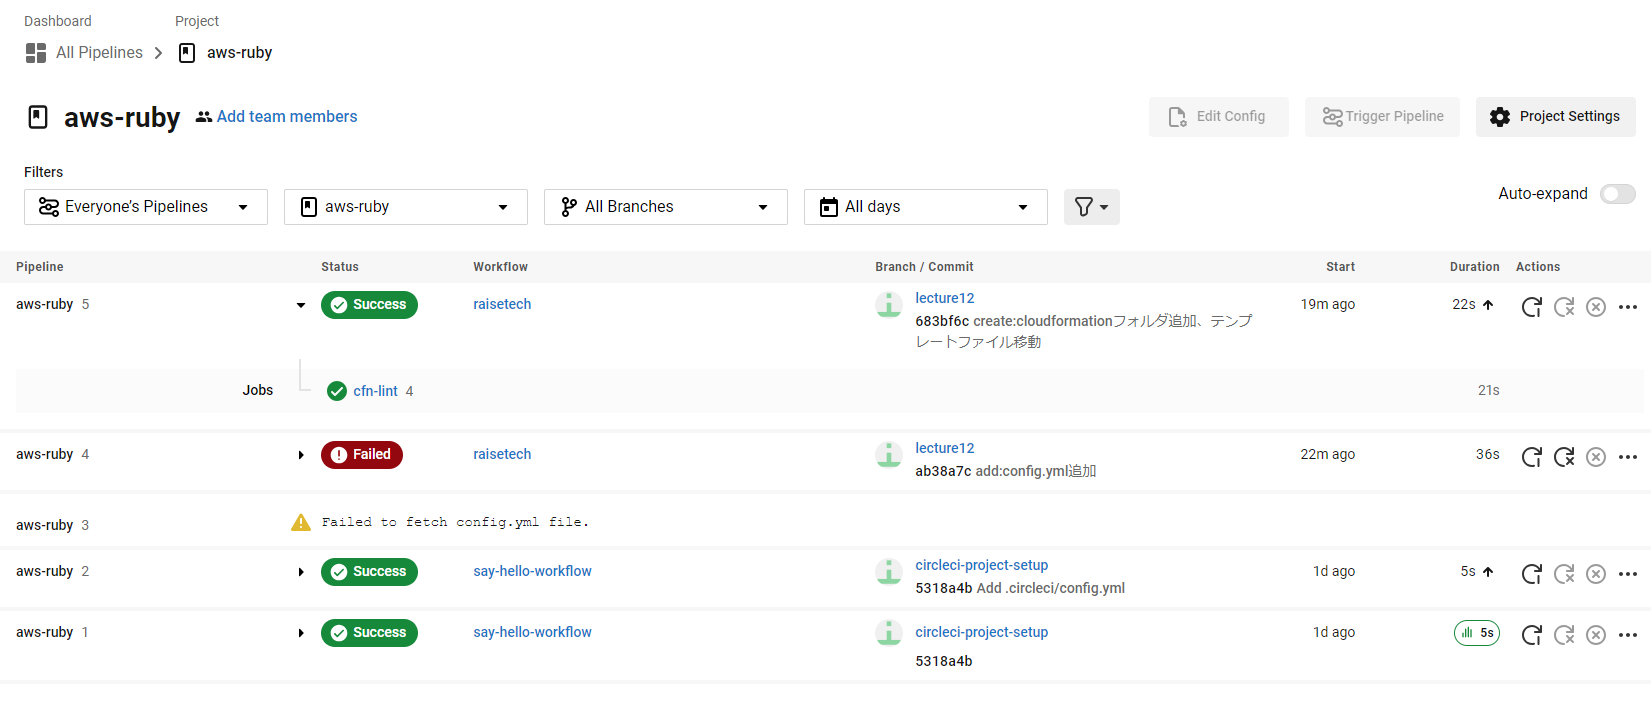 Dashboard Project
All Pipelines aws-ruby
aws-ruby Add team members Edit Config Trigger Pipeline Project Settings
Filters
Everyone's Pipelines aws-ruby All Branches All days Auto-expand
Pipeline Status Workflow Branch / Commit Start Duration Actions
aws-ruby 5 Success raisetech lecture12 19m ago 22s
683bf6c create:cloudformationフォルダ追加、テンプ
レートファイル移動
Jobs cfn-lint 4 21s
aws-ruby 4 Failed raisetech lecture12 22m ago 36s
ab38a7c add:config.yml追加
aws-ruby 3 Failed to fetch config.yml file.
aws-ruby 2 Success say-hello-workflow circleci-project-setup 1d ago 5s
5318a4b Add .circleci/config.yml
aws-ruby 1 Success say-hello-workflow circleci-project-setup 1d ago 5s
5318a4b